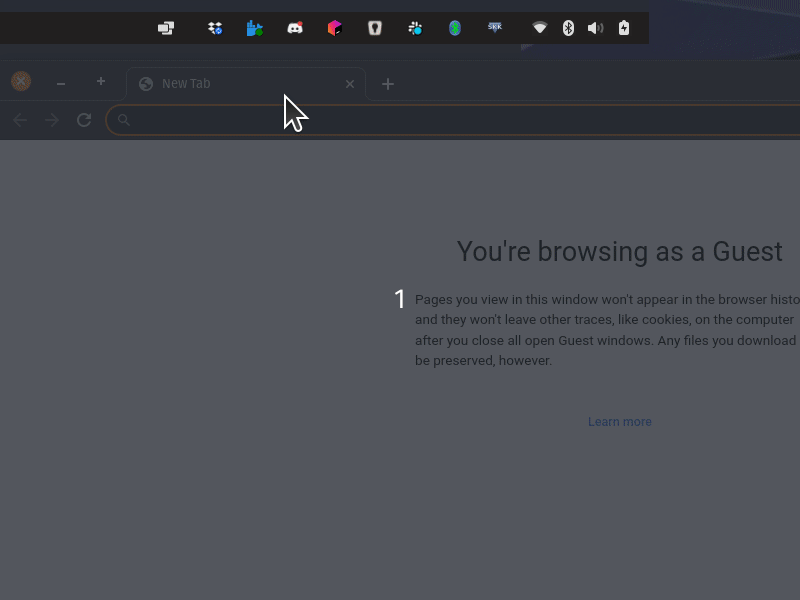 New Tab
You're browsing as a Guest
1
Pages you view in this window won't appear in the browser histo
and they won't leave other traces, like cookies, on the computer
after you close all open Guest windows. Any files you download
be preserved, however.
Learn more